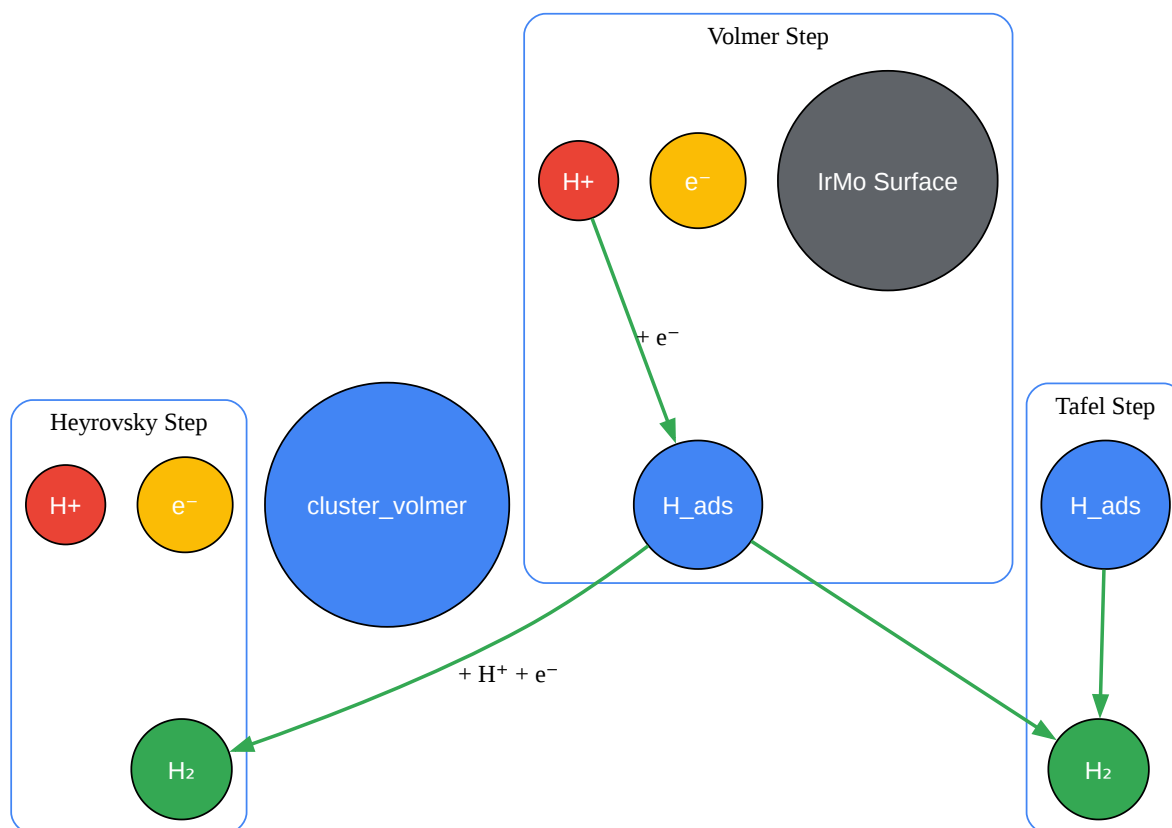 Volmer Step
H+
e⁻
IrMo Surface
+ e⁻
Heyrovsky Step
Tafel Step
H+
e⁻
cluster_volmer
H_ads
H_ads
+ H⁺ + e⁻
H₂
H₂